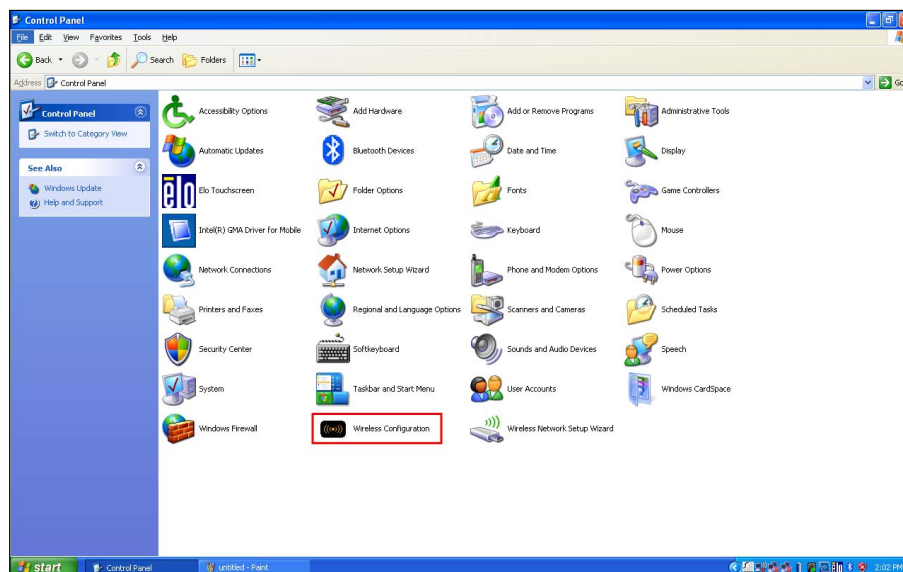 Control Panel
File Edit View Favorites Tools Help
Back Search Folders
Address Control Panel Go
Control Panel
Switch to Category View
See Also
Windows Update
Help and Support
Accessibility Options Add Hardware Add or Remove Programs Administrative Tools
Automatic Updates Bluetooth Devices Date and Time Display
elo Elo Touchscreen Folder Options Fonts Game Controllers
Intel(R) GMA Driver for Mobile Internet Options Keyboard Mouse
Network Connections Network Setup Wizard Phone and Modem Options Power Options
Printers and Faxes Regional and Language Options Scanners and Cameras Scheduled Tasks
Security Center Softkeyboard Sounds and Audio Devices Speech
System Taskbar and Start Menu User Accounts Windows CardSpace
Windows Firewall Wireless Configuration Wireless Network Setup Wizard
start Control Panel untitled - Paint elo 2:02 PM